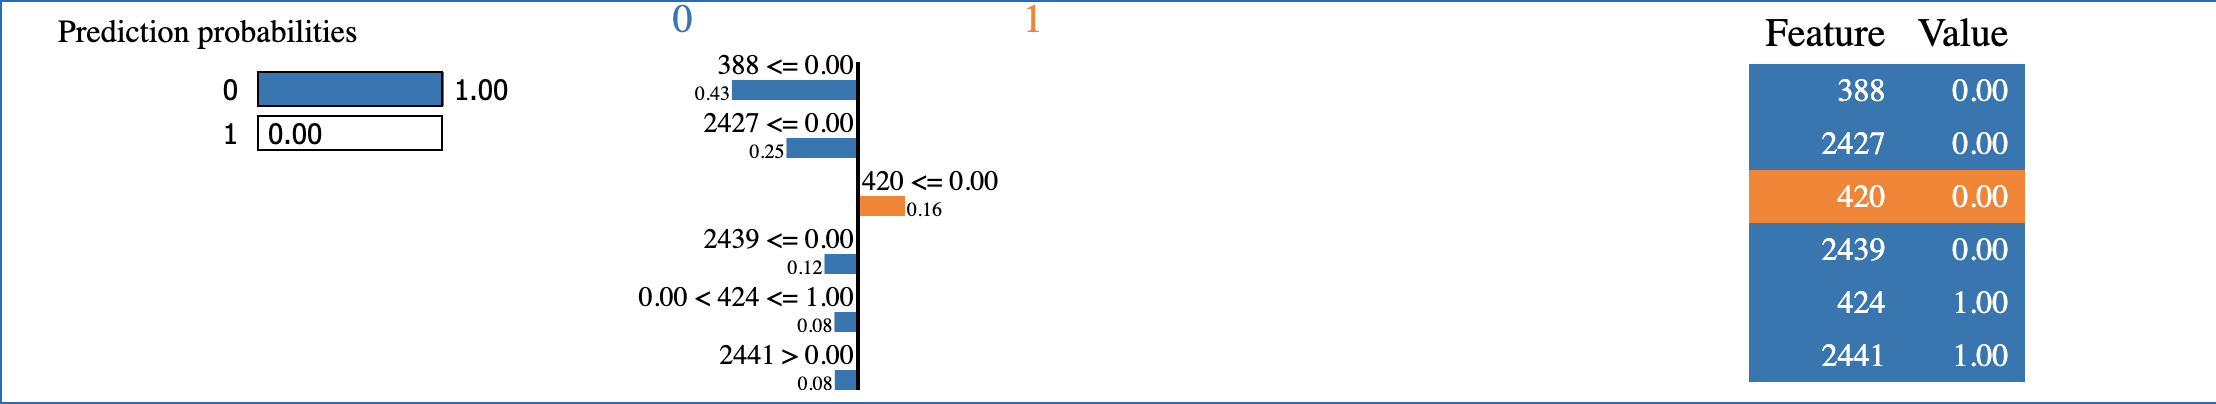 Prediction probabilities
0 1.00
1 0.00
0 1
388 <= 0.00
0.43
2427 <= 0.00
0.25
420 <= 0.00
0.16
2439 <= 0.00
0.12
0.00 < 424 <= 1.00
0.08
2441 > 0.00
0.08
Feature Value
388 0.00
2427 0.00
420 0.00
2439 0.00
424 1.00
2441 1.00